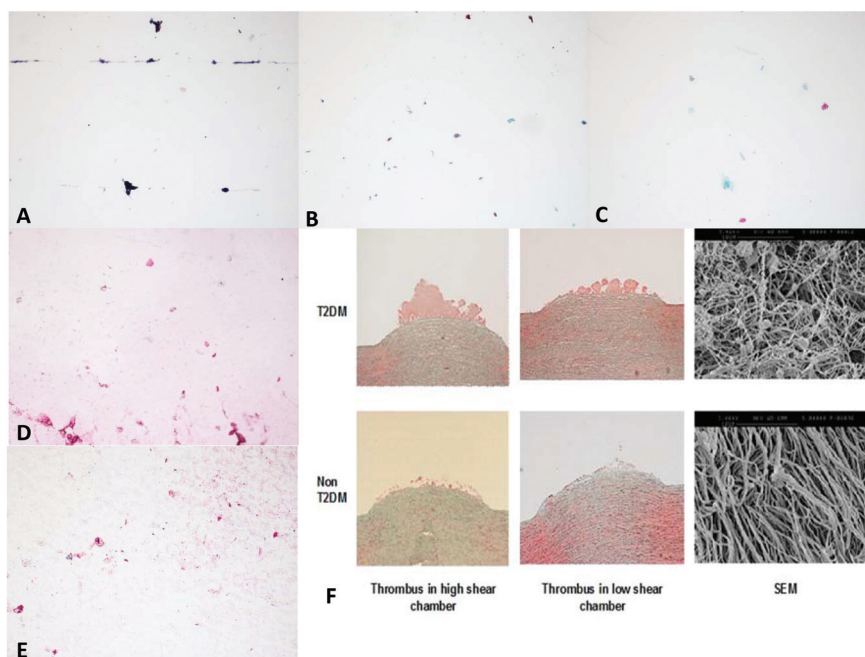 A
B
C
D
E
T2DM
Non
T2DM
F
Thrombus in high shear
chamber
Thrombus in low shear
chamber
SEM